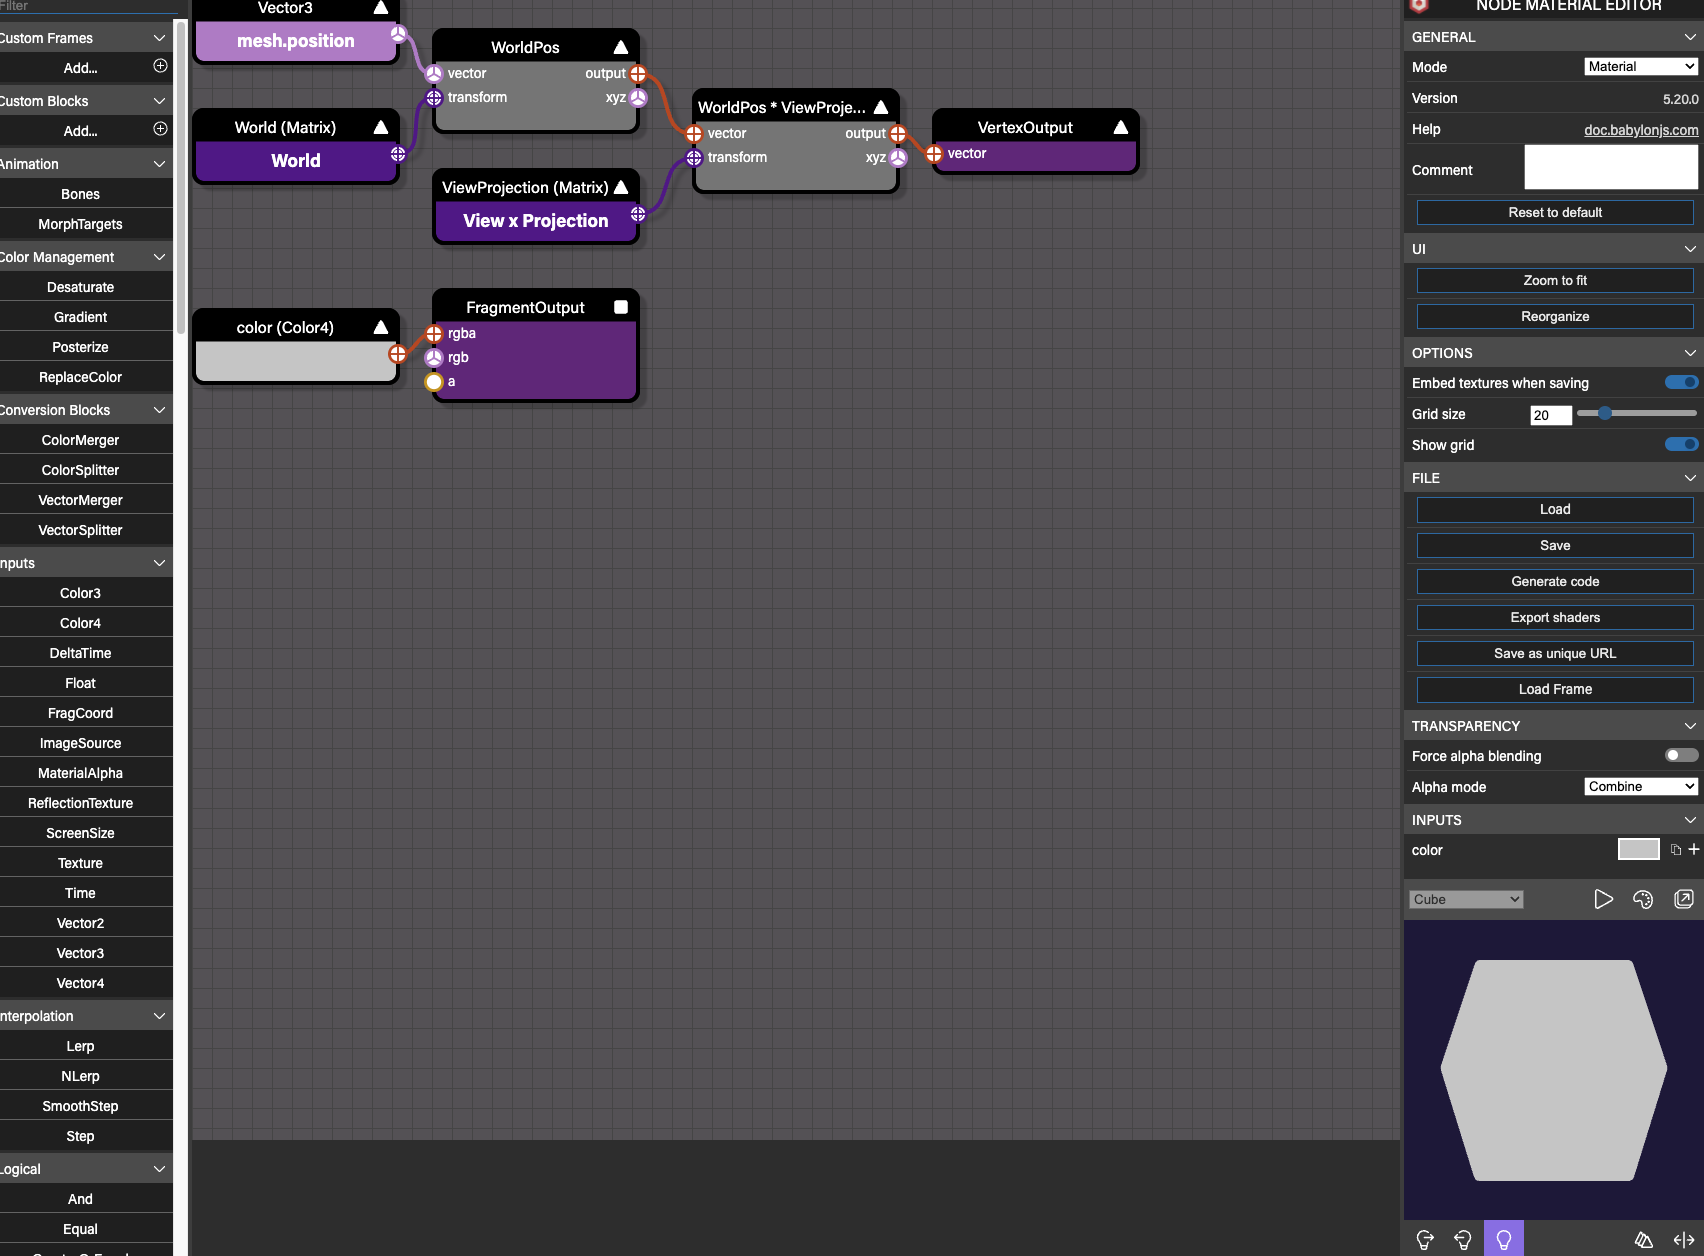 Filter
Custom Frames
Add...
Custom Blocks
Add...
Animation
Bones
MorphTargets
Color Management
Desaturate
Gradient
Posterize
ReplaceColor
Conversion Blocks
ColorMerger
ColorSplitter
VectorMerger
VectorSplitter
nputs
Color3
Color4
DeltaTime
Float
FragCoord
ImageSource
MaterialAlpha
ReflectionTexture
ScreenSize
Texture
Time
Vector2
Vector3
Vector4
nterpolation
Lerp
NLerp
SmoothStep
Step
Logical
And
Equal
Vector3
mesh.position
World (Matrix)
World
WorldPos
vector output
transform xyz
ViewProjection (Matrix)
View x Projection
WorldPos * ViewProje...
vector output
transform xyz
VertexOutput
vector
color (Color4)
FragmentOutput
rgba
rgb
a
NODE MATERIAL EDITOR
GENERAL
Mode Material
Version 5.20.0
Help doc.babylonjs.com
Comment
Reset to default
UI
Zoom to fit
Reorganize
OPTIONS
Embed textures when saving
Grid size 20
Show grid
FILE
Load
Save
Generate code
Export shaders
Save as unique URL
Load Frame
TRANSPARENCY
Force alpha blending
Alpha mode Combine
INPUTS
color
Cube